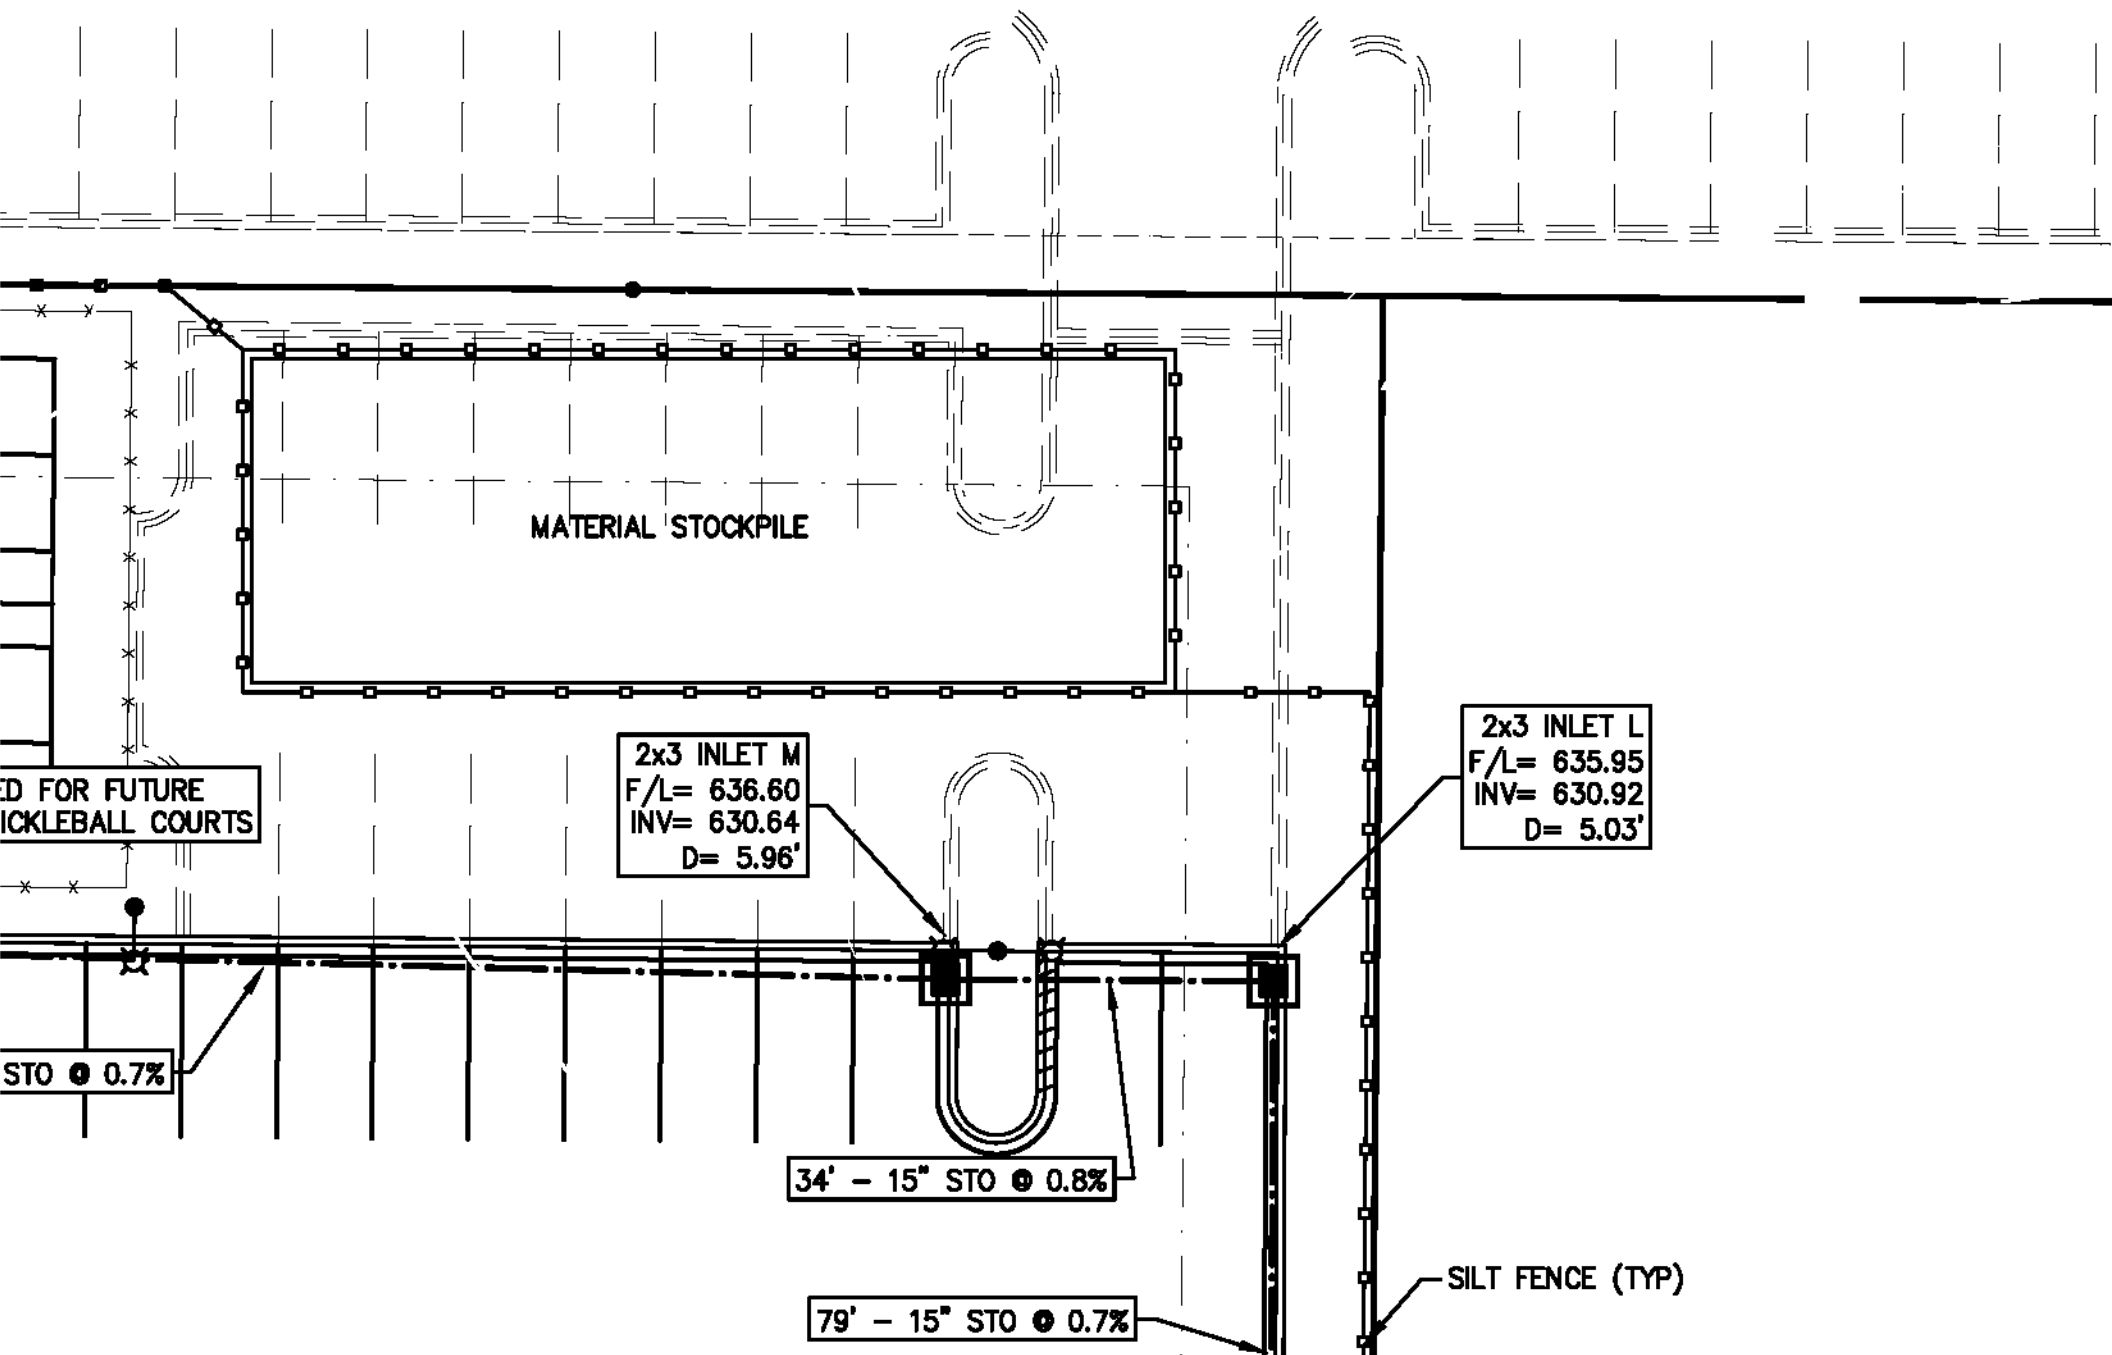 MATERIAL STOCKPILE
2x3 INLET M
F/L= 636.60
INV= 630.64
D= 5.96'
2x3 INLET L
F/L= 635.95
INV= 630.92
D= 5.03'
ED FOR FUTURE
ICKLEBALL COURTS
STO @ 0.7%
34' - 15" STO @ 0.8%
79' - 15" STO @ 0.7%
SILT FENCE (TYP)